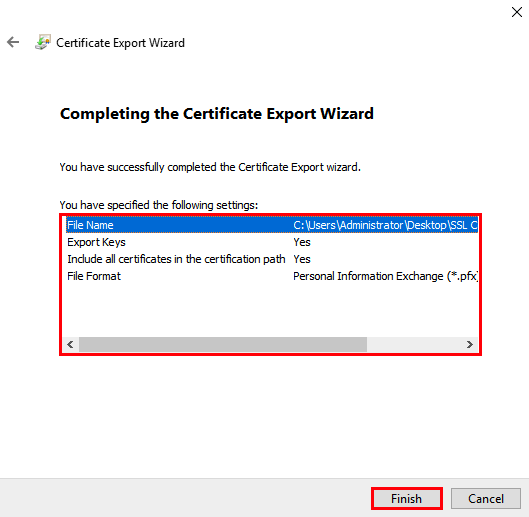 Certificate Export Wizard
Completing the Certificate Export Wizard
You have successfully completed the Certificate Export wizard.
You have specified the following settings:
File Name C:\Users\Administrator\Desktop\SSL C
Export Keys Yes
Include all certificates in the certification path Yes
File Format Personal Information Exchange (*.pfx)
Finish Cancel